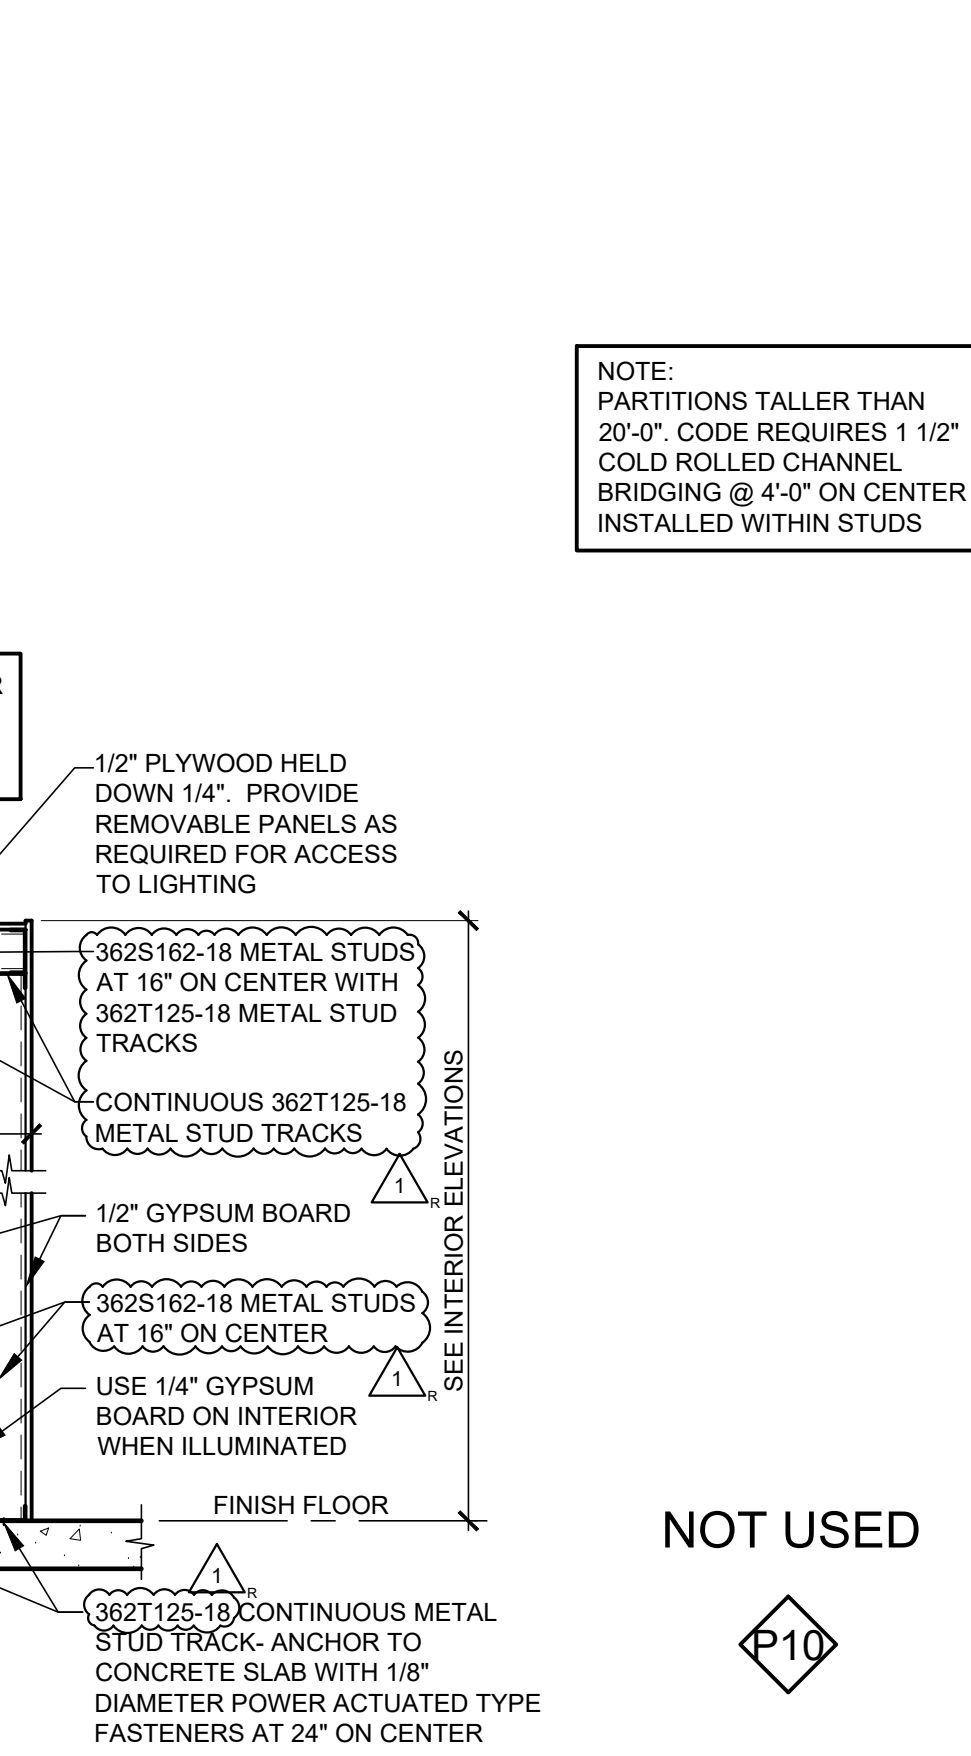 NOTE:
PARTITIONS TALLER THAN
20'-0". CODE REQUIRES 1 1/2"
COLD ROLLED CHANNEL
BRIDGING @ 4'-0" ON CENTER
INSTALLED WITHIN STUDS
1/2" PLYWOOD HELD
DOWN 1/4".  PROVIDE
REMOVABLE PANELS AS
REQUIRED FOR ACCESS
TO LIGHTING
362S162-18 METAL STUDS
AT 16" ON CENTER WITH
362T125-18 METAL STUD
TRACKS
CONTINUOUS 362T125-18
METAL STUD TRACKS
1
R
1/2" GYPSUM BOARD
BOTH SIDES
362S162-18 METAL STUDS
AT 16" ON CENTER
1
R
USE 1/4" GYPSUM
BOARD ON INTERIOR
WHEN ILLUMINATED
SEE INTERIOR ELEVATIONS
FINISH FLOOR
1
R
362T125-18 CONTINUOUS METAL
STUD TRACK- ANCHOR TO
CONCRETE SLAB WITH 1/8"
DIAMETER POWER ACTUATED TYPE
FASTENERS AT 24" ON CENTER
NOT USED
P10